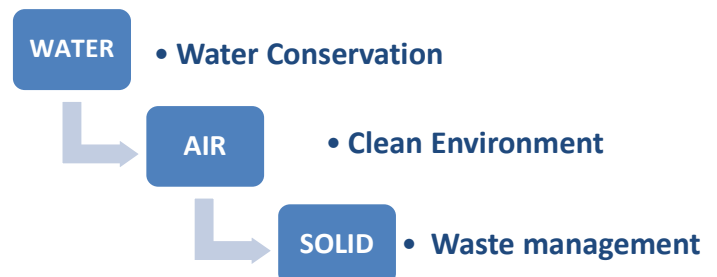 WATER • Water Conservation
AIR • Clean Environment
SOLID • Waste management